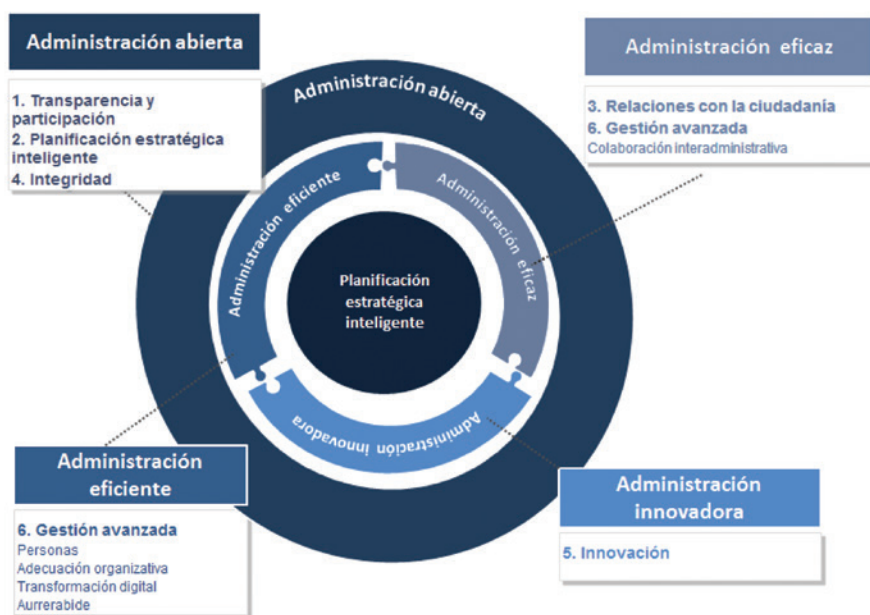 Administración abierta
1. Transparencia y
participación
2. Planificación estratégica
inteligente
4. Integridad
Administración eficaz
3. Relaciones con la ciudadanía
6. Gestión avanzada
Colaboración interadministrativa
Administración abierta
Administración eficiente
Administración eficaz
Planificación
estratégica
inteligente
Administración innovadora
Administración
eficiente
6. Gestión avanzada
Personas
Adecuación organizativa
Transformación digital
Aurrerabide
Administración
innovadora
5. Innovación